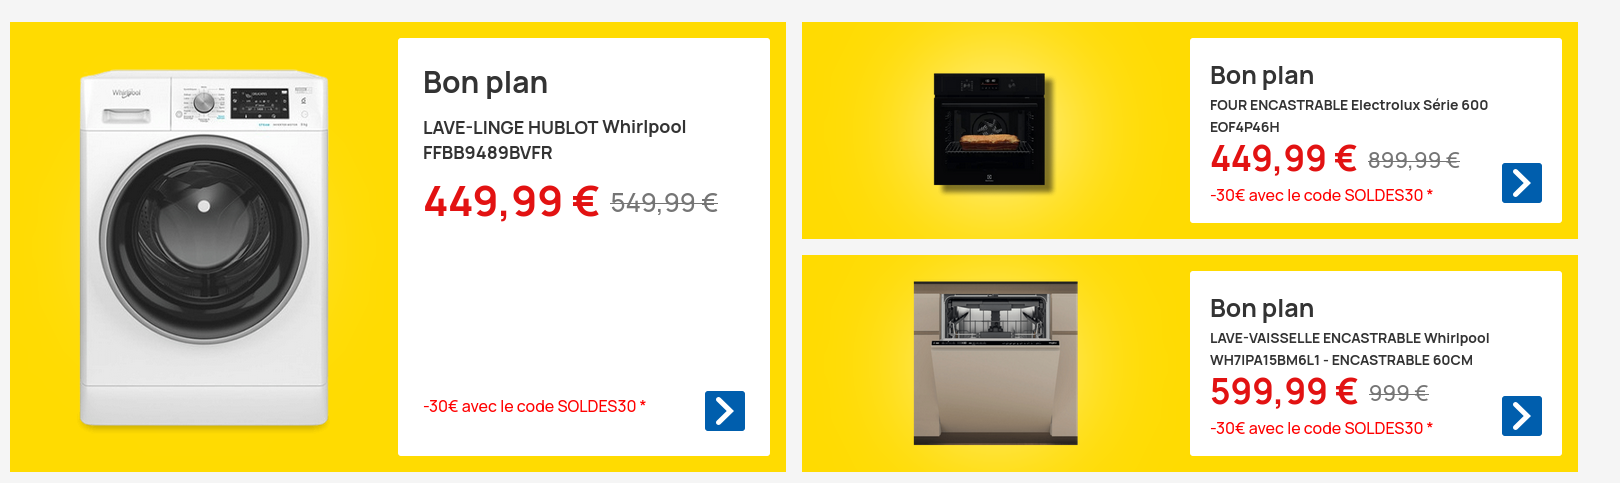 Whirlpool
Bon plan
LAVE-LINGE HUBLOT Whirlpool
FFBB9489BVFR
449,99 € 549,99 €
-30€ avec le code SOLDES30 *
Bon plan
FOUR ENCASTRABLE Electrolux Série 600
EOF4P46H
449,99 € 899,99 €
-30€ avec le code SOLDES30 *
Bon plan
LAVE-VAISSELLE ENCASTRABLE Whirlpool
WH7IPA15BM6L1 - ENCASTRABLE 60CM
599,99 € 999 €
-30€ avec le code SOLDES30 *